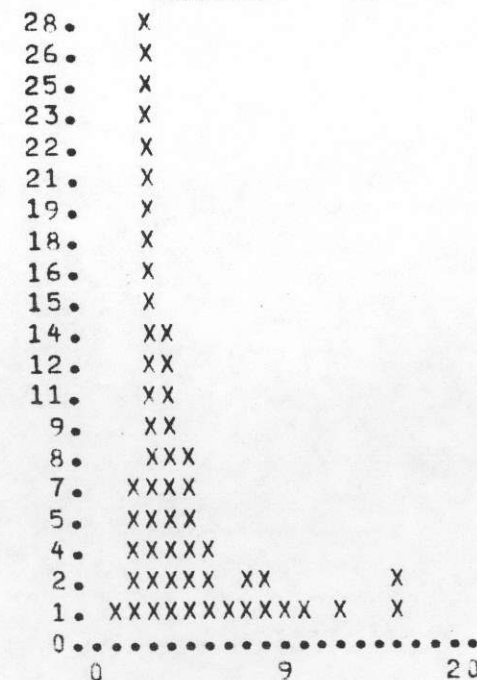 28. X
26. X
25. X
23. X
22. X
21. X
19. X
18. X
16. X
15. X
14. XX
12. XX
11. XX
9. XX
8. XXX
7. XXXX
5. XXXX
4. XXXXX
2. XXXXX XX X
1. XXXXXXXXXXX X X
0......................
0 9 20